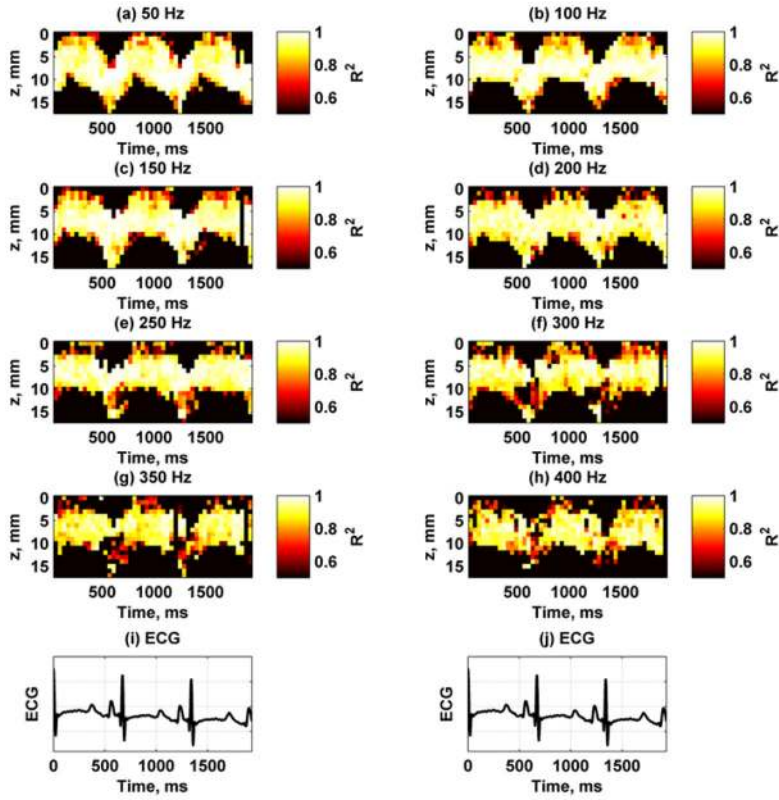 (a) 50 Hz
(b) 100 Hz
0
5
10
15
z, mm
500 1000 1500
Time, ms
1
0.8
0.6
R²
0
5
10
15
z, mm
500 1000 1500
Time, ms
1
0.8
0.6
R²
(c) 150 Hz
(d) 200 Hz
0
5
10
15
z, mm
500 1000 1500
Time, ms
1
0.8
0.6
R²
0
5
10
15
z, mm
500 1000 1500
Time, ms
1
0.8
0.6
R²
(e) 250 Hz
(f) 300 Hz
0
5
10
15
z, mm
500 1000 1500
Time, ms
1
0.8
0.6
R²
0
5
10
15
z, mm
500 1000 1500
Time, ms
1
0.8
0.6
R²
(g) 350 Hz
(h) 400 Hz
0
5
10
15
z, mm
500 1000 1500
Time, ms
1
0.8
0.6
R²
0
5
10
15
z, mm
500 1000 1500
Time, ms
1
0.8
0.6
R²
(i) ECG
(j) ECG
ECG
0 500 1000 1500
Time, ms
ECG
0 500 1000 1500
Time, ms